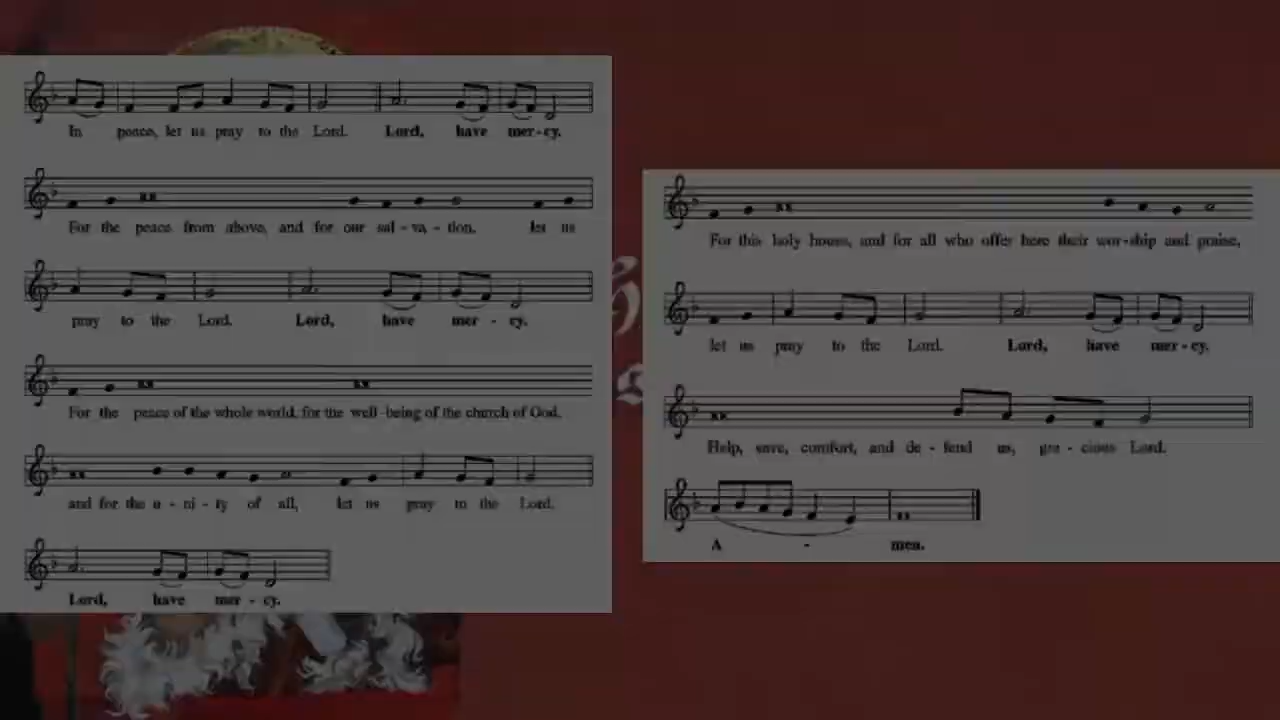 In peace, let us pray to the Lord. Lord, have mer-cy.
For the peace from above, and for our sal - va - tion, let us
pray to the Lord. Lord, have mer - cy.
For the peace of the whole world, for the well-being of the church of God,
and for the u - ni - ty of all, let us pray to the Lord.
Lord, have mer - cy.
For this holy house, and for all who offer here their wor-ship and praise,
let us pray to the Lord. Lord, have mer - cy.
Help, save, comfort, and de - fend us, gra - cious Lord.
A - men.